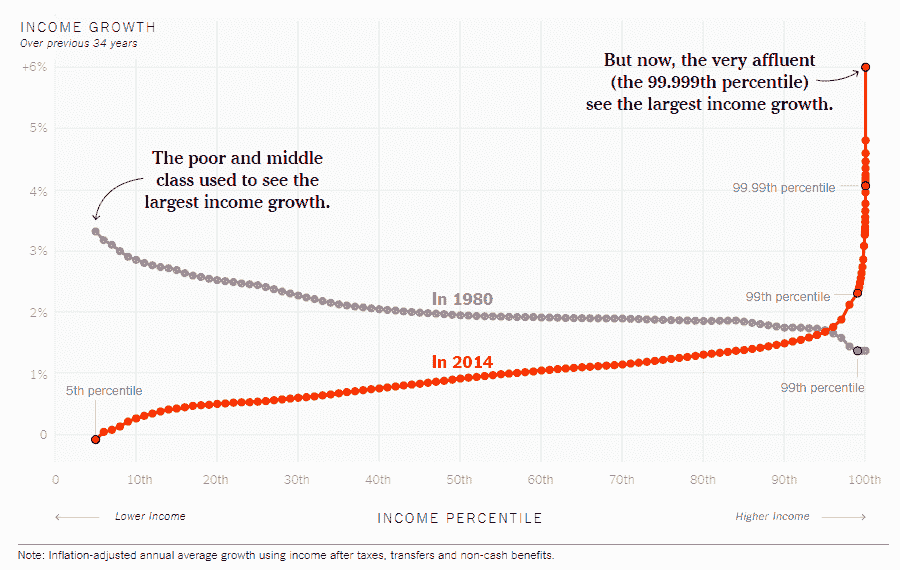 INCOME GROWTH
Over previous 34 years
+6%
5%
4%
3%
2%
1%
0
But now, the very affluent
(the 99.999th percentile)
see the largest income growth.
The poor and middle
class used to see the
largest income growth.
99.99th percentile
In 1980
99th percentile
In 2014
5th percentile
99th percentile
0
10th
20th
30th
40th
50th
60th
70th
80th
90th
100th
Lower Income
INCOME PERCENTILE
Higher Income
Note: Inflation-adjusted annual average growth using income after taxes, transfers and non-cash benefits.